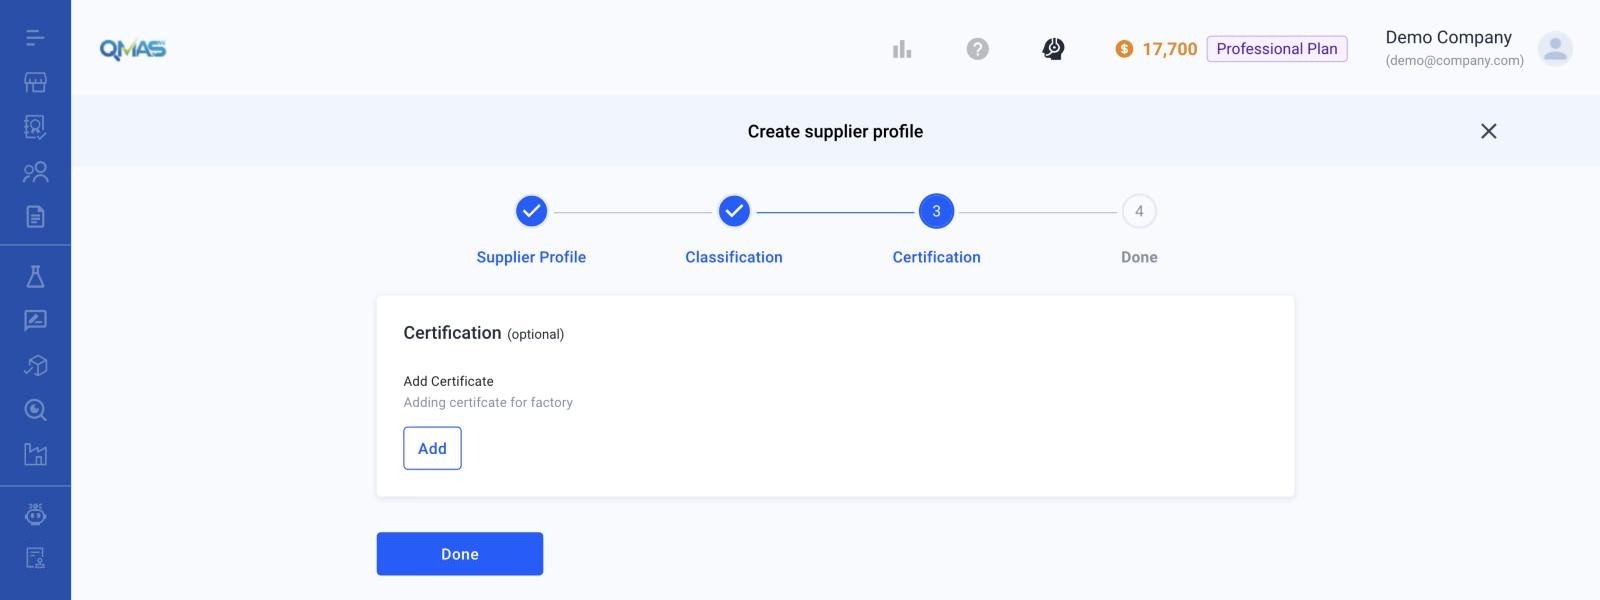 QMAS
17,700
Professional Plan
Demo Company
(demo@company.com)
Create supplier profile
3
4
Supplier Profile
Classification
Certification
Done
Certification (optional)
Add Certificate
Adding certifcate for factory
Add
Done